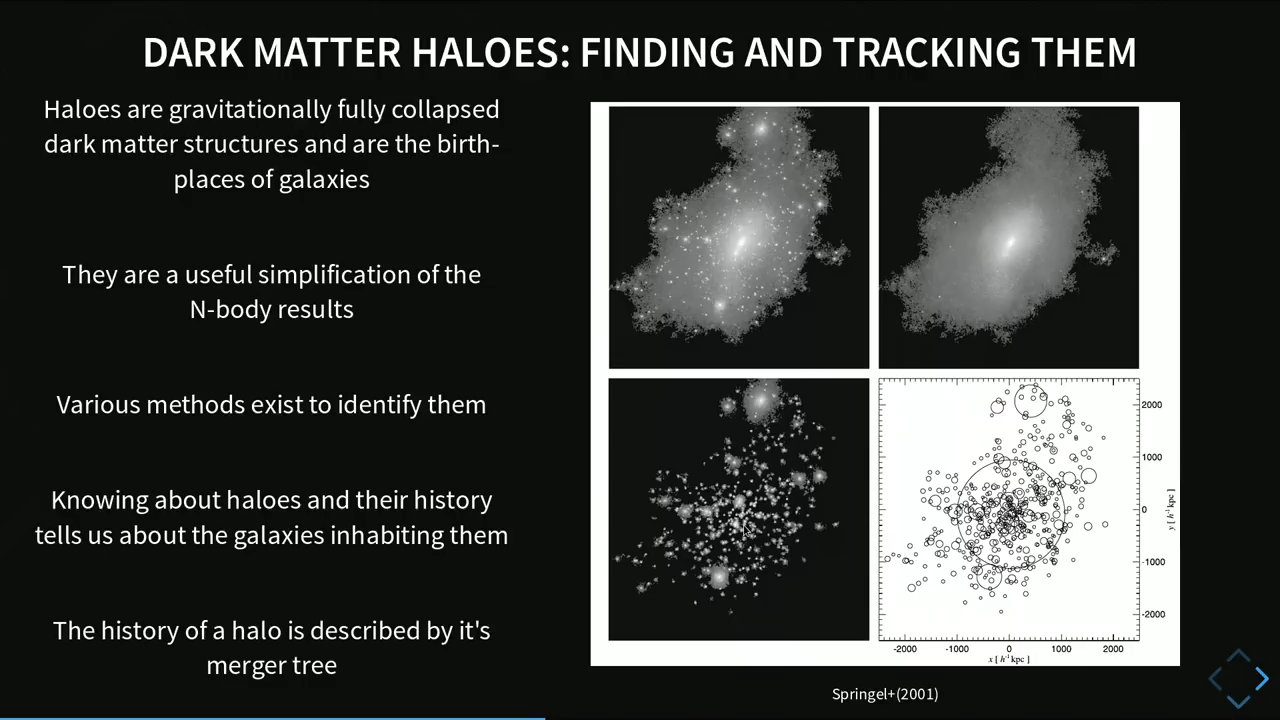 DARK MATTER HALOES: FINDING AND TRACKING THEM
Haloes are gravitationally fully collapsed
dark matter structures and are the birth-
places of galaxies
They are a useful simplification of the
N-body results
Various methods exist to identify them
Knowing about haloes and their history
tells us about the galaxies inhabiting them
The history of a halo is described by it's
merger tree
2000
1000
0
-1000
-2000
y [ h⁻¹ kpc ]
-2000 -1000 0 1000 2000
x [ h⁻¹ kpc ]
Springel+(2001)